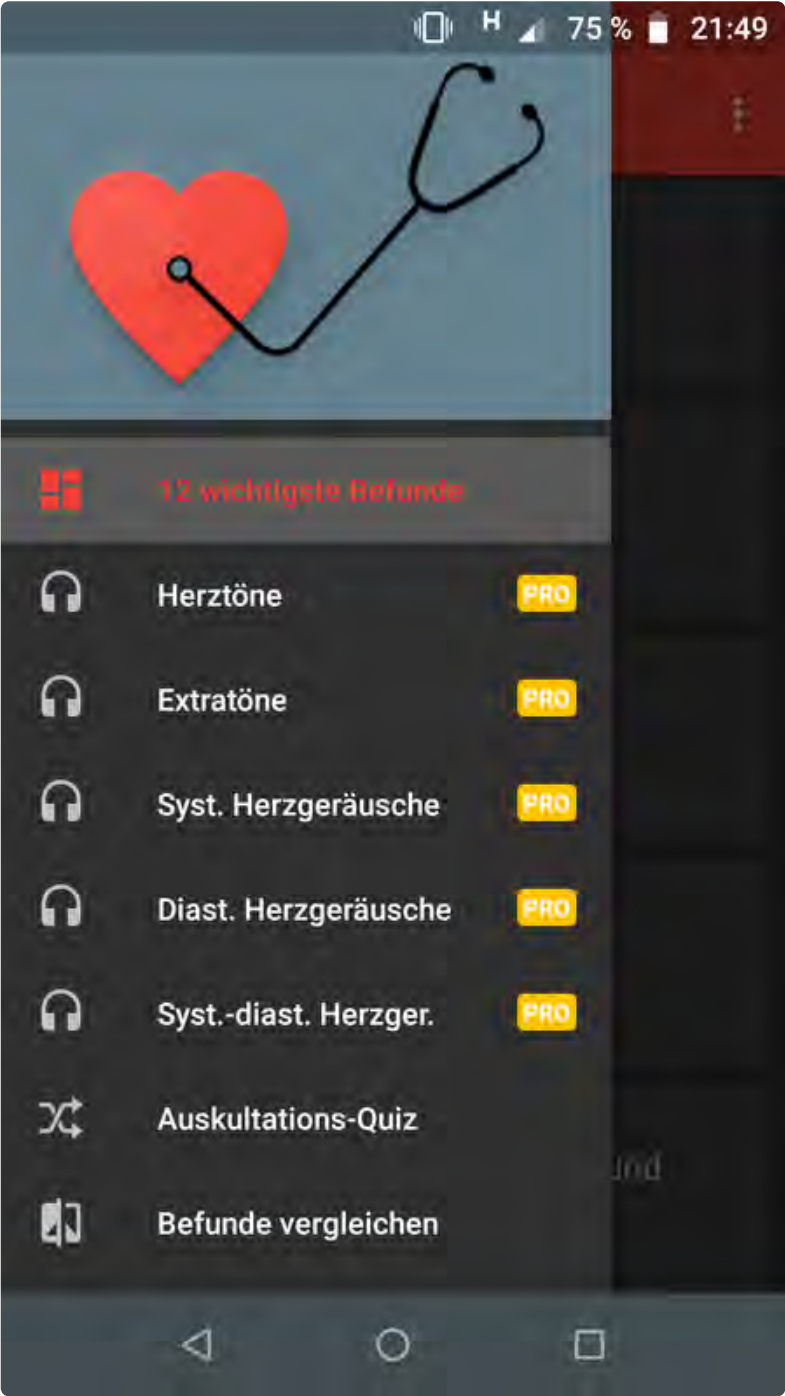 H 75 % 21:49
12 wichtigste Befunde
Herztöne PRO
Extratöne PRO
Syst. Herzgeräusche PRO
Diast. Herzgeräusche PRO
Syst.-diast. Herzger. PRO
Auskultations-Quiz
und
Befunde vergleichen